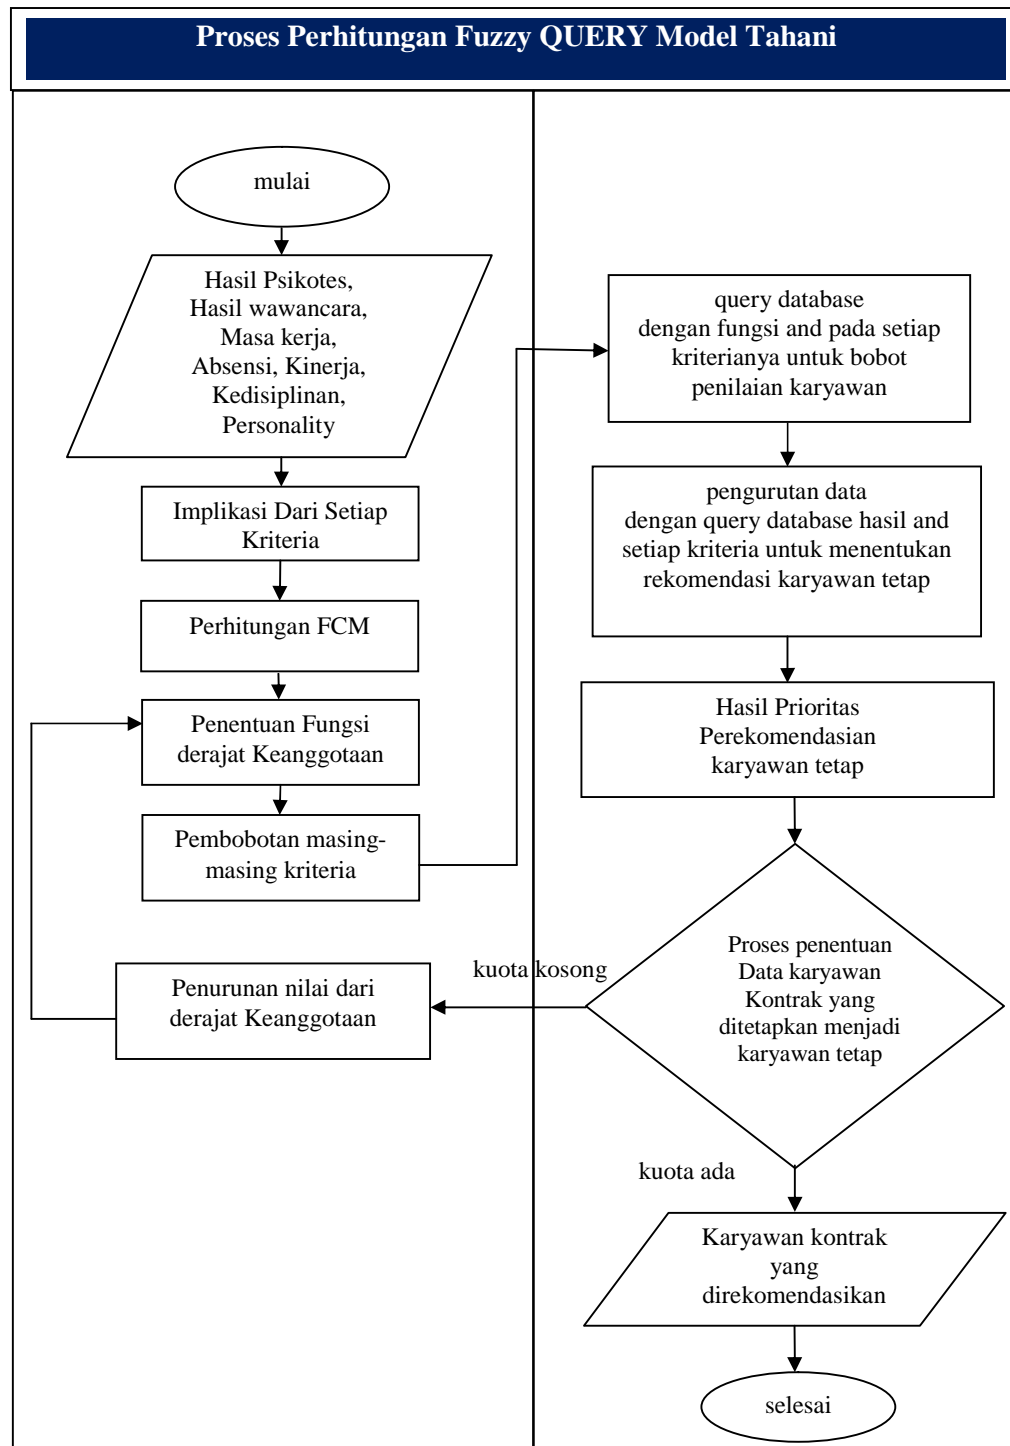 Proses Perhitungan Fuzzy QUERY Model Tahani
mulai
Hasil Psikotes,
Hasil wawancara,
Masa kerja,
Absensi, Kinerja,
Kedisiplinan,
Personality
Implikasi Dari Setiap
Kriteria
Perhitungan FCM
Penentuan Fungsi
derajat Keanggotaan
Pembobotan masing-
masing kriteria
query database
dengan fungsi and pada setiap
kriterianya untuk bobot
penilaian karyawan
pengurutan data
dengan query database hasil and
setiap kriteria untuk menentukan
rekomendasi karyawan tetap
Hasil Prioritas
Perekomendasian
karyawan tetap
Proses penentuan
Data karyawan
Kontrak yang
ditetapkan menjadi
karyawan tetap
kuota kosong
Penurunan nilai dari
derajat Keanggotaan
kuota ada
Karyawan kontrak
yang
direkomendasikan
selesai